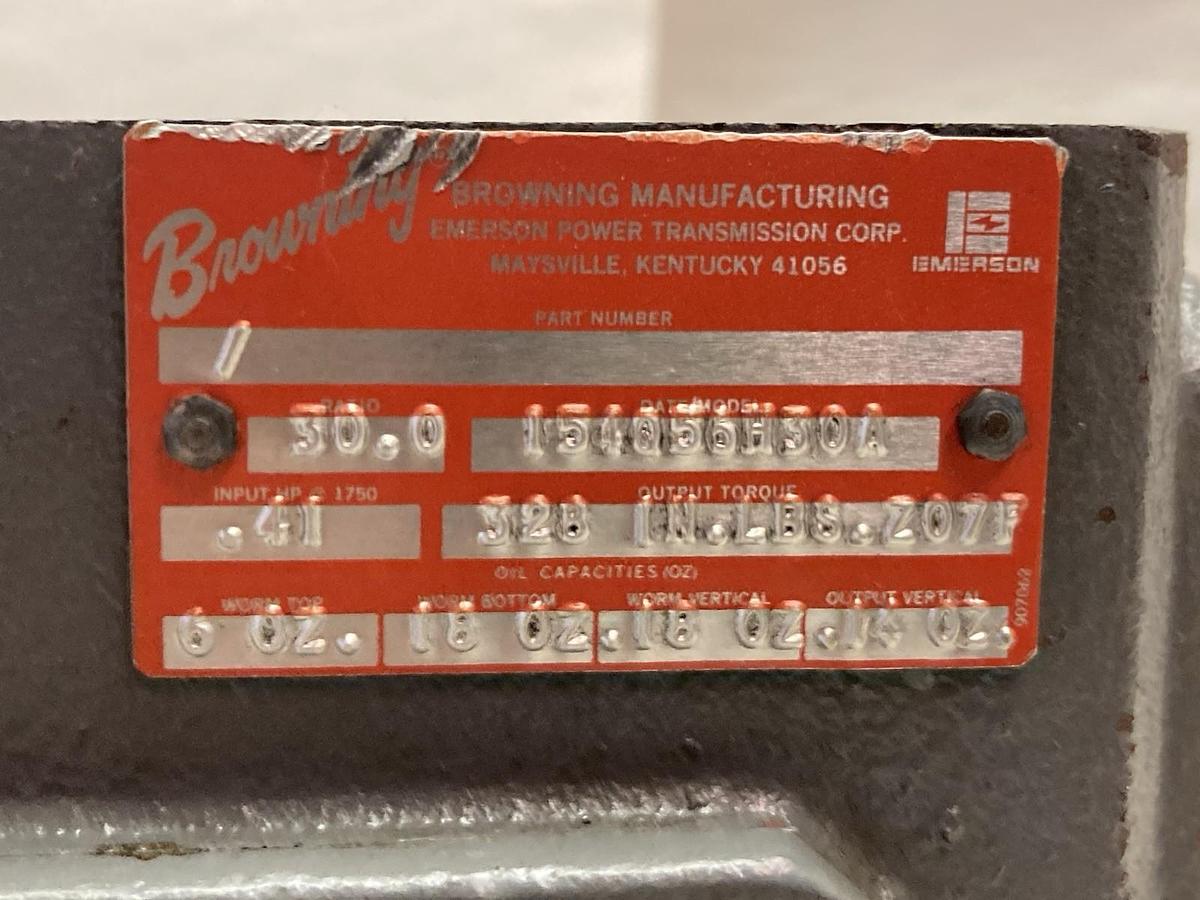 Browning
BROWNING MANUFACTURING
EMERSON POWER TRANSMISSION CORP.
MAYSVILLE, KENTUCKY 41056
EMERSON
PART NUMBER
/
RATIO DATE/MODEL
30.0 154Q56H30A
INPUT HP @ 1750 OUTPUT TORQUE
.41 328 IN.LBS.Z07F
OIL CAPACITIES (OZ)
WORM TOP WORM BOTTOM WORM VERTICAL OUTPUT VERTICAL
6 OZ. 18 OZ. 18 OZ. 14 OZ.
907062